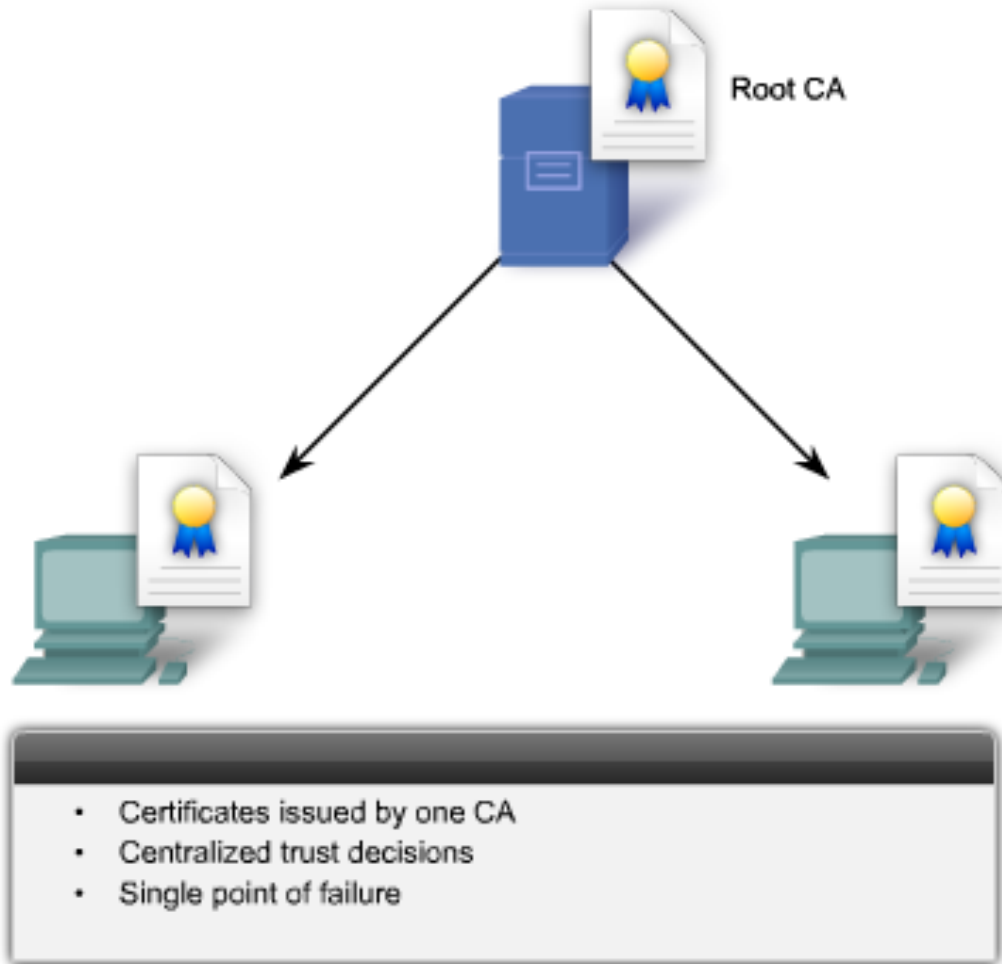 Root CA
• Certificates issued by one CA
• Centralized trust decisions
• Single point of failure